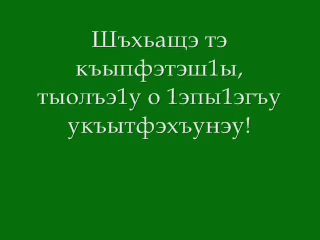 Шъхьащэ тэ
къыпфэтэш1ы,
тыолъэ1у о 1эпы1эгъу
укъытфэхъунэу!